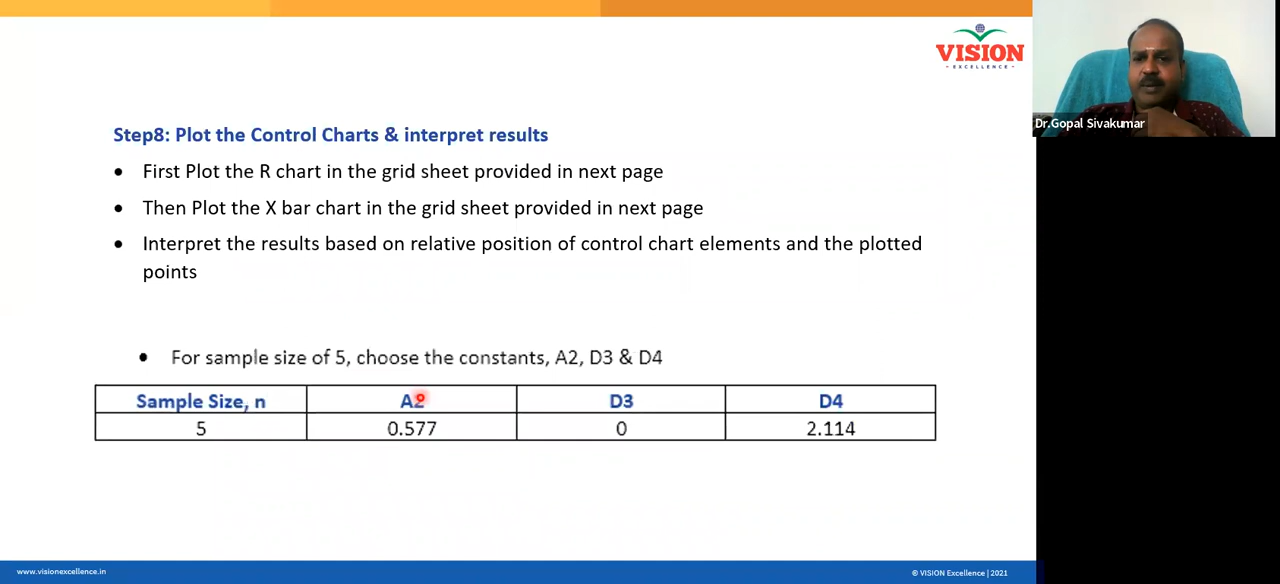 VISION
- EXCELLENCE -
Dr.Gopal Sivakumar
Step8: Plot the Control Charts & interpret results
• First Plot the R chart in the grid sheet provided in next page
• Then Plot the X bar chart in the grid sheet provided in next page
• Interpret the results based on relative position of control chart elements and the plotted
points
• For sample size of 5, choose the constants, A2, D3 & D4
Sample Size, n A2 D3 D4
5 0.577 0 2.114
www.visionexcellence.in
© VISION Excellence | 2021